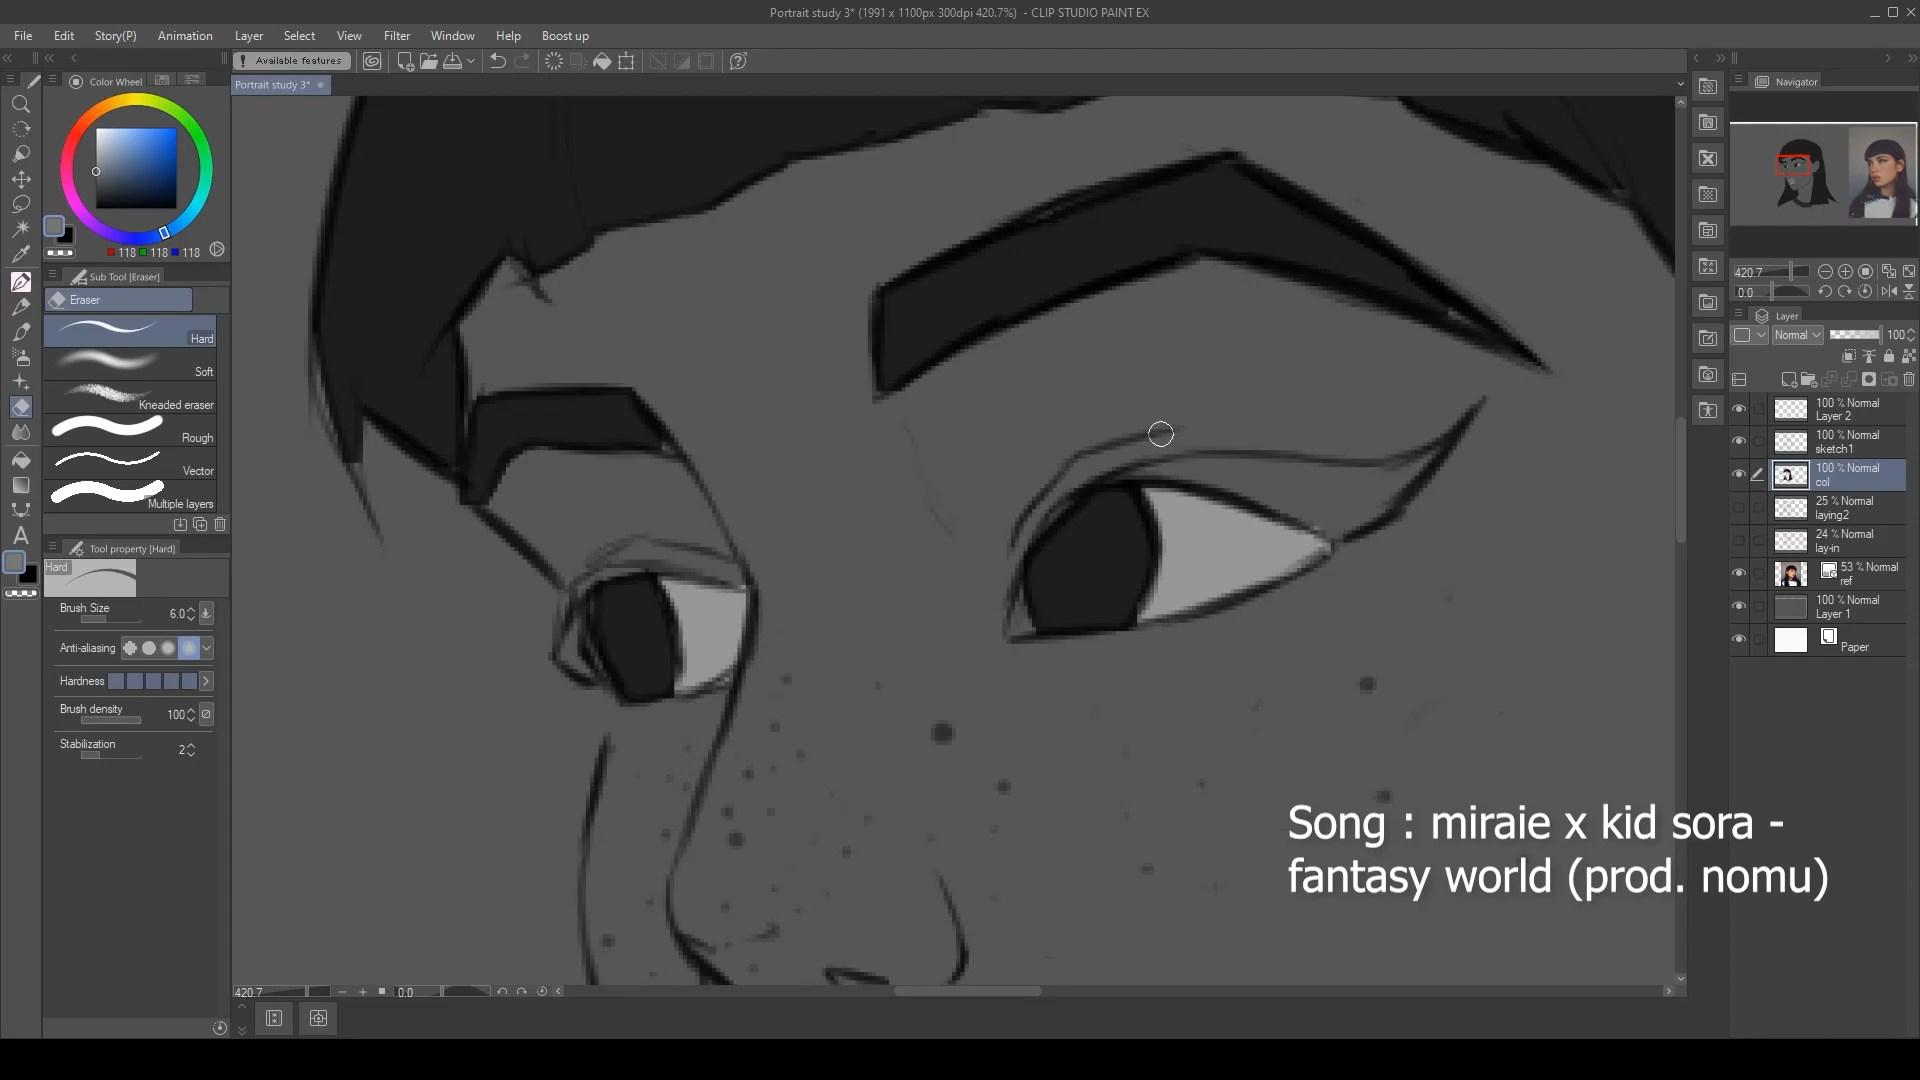 Portrait study 3* (1991 x 1100px 300dpi 420.7%) - CLIP STUDIO PAINT EX
File Edit Story(P) Animation Layer Select View Filter Window Help Boost up
Available features
Portrait study 3*
Color Wheel
118 118 118
Sub Tool [Eraser]
Eraser
Hard
Soft
Kneaded eraser
Rough
Vector
Multiple layers
A
Tool property [Hard]
Hard
Brush Size 6.0
Anti-aliasing
Hardness
Brush density 100
Stabilization 2
Song : miraie x kid sora -
fantasy world (prod. nomu)
420.7 0.0
Navigator
420.7
0.0
Layer
Normal 100
100 % Normal
Layer 2
100 % Normal
sketch1
100 % Normal
col
25 % Normal
laying2
24 % Normal
lay-in
53 % Normal
ref
100 % Normal
Layer 1
Paper